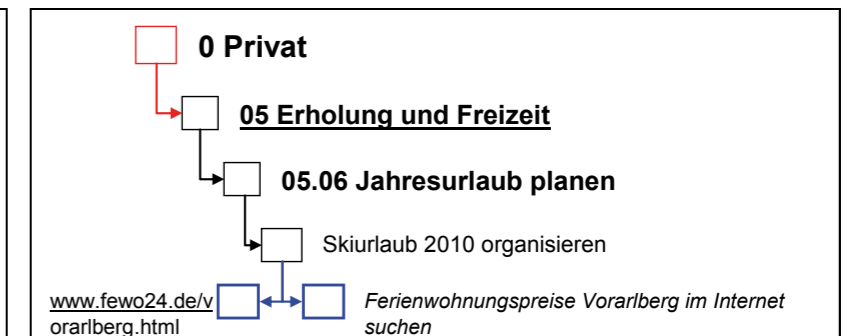 0 Privat
05 Erholung und Freizeit
05.06 Jahresurlaub planen
Skiurlaub 2010 organisieren
www.fewo24.de/v
orarlberg.html
Ferienwohnungspreise Vorarlberg im Internet
suchen